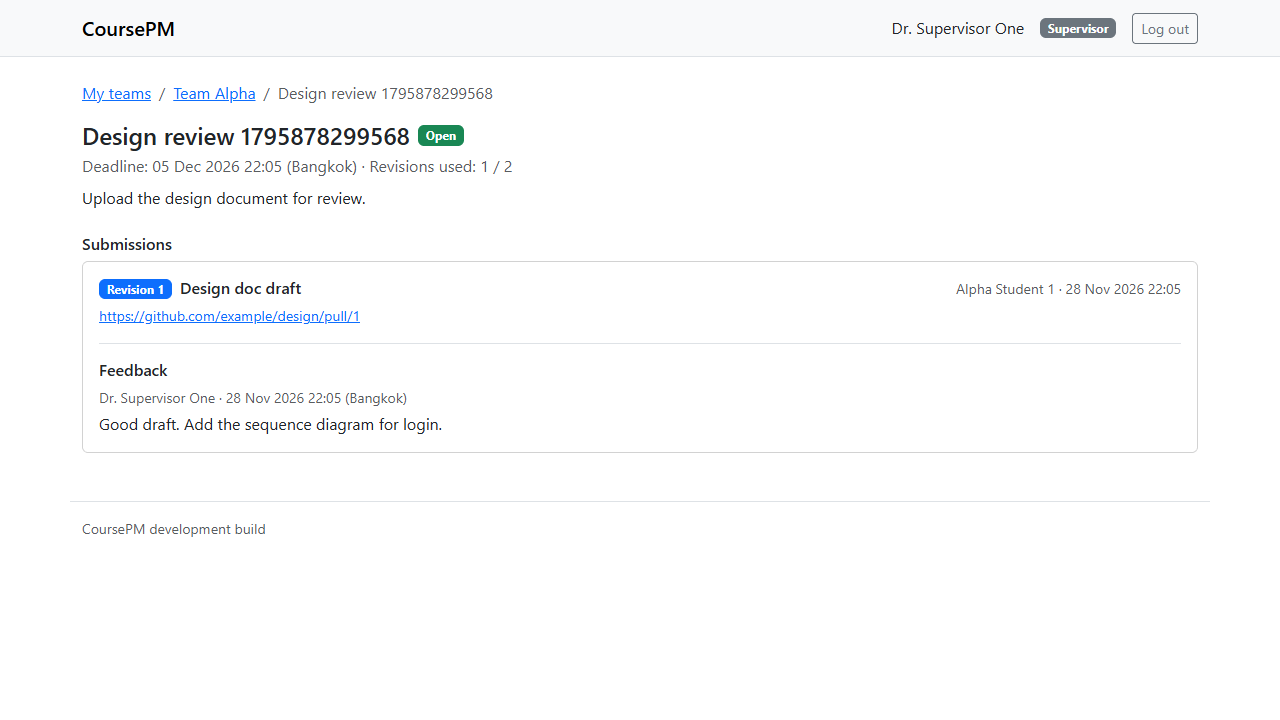 CoursePM
Dr. Supervisor One Supervisor Log out
My teams / Team Alpha / Design review 1795878299568
Design review 1795878299568 Open
Deadline: 05 Dec 2026 22:05 (Bangkok) · Revisions used: 1 / 2
Upload the design document for review.
Submissions
Revision 1 Design doc draft
Alpha Student 1 · 28 Nov 2026 22:05
https://github.com/example/design/pull/1
Feedback
Dr. Supervisor One · 28 Nov 2026 22:05 (Bangkok)
Good draft. Add the sequence diagram for login.
CoursePM development build